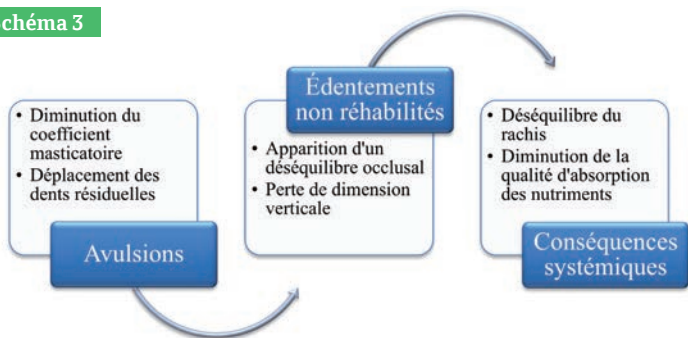 Schéma 3
• Diminution du
coefficient
masticatoire
• Déplacement des
dents résiduelles
Avulsions
Édentements
non réhabilités
• Apparition d'un
déséquilibre occlusal
• Perte de dimension
verticale
• Déséquilibre du
rachis
• Diminution de la
qualité d'absorption
des nutriments
Conséquences
systémiques